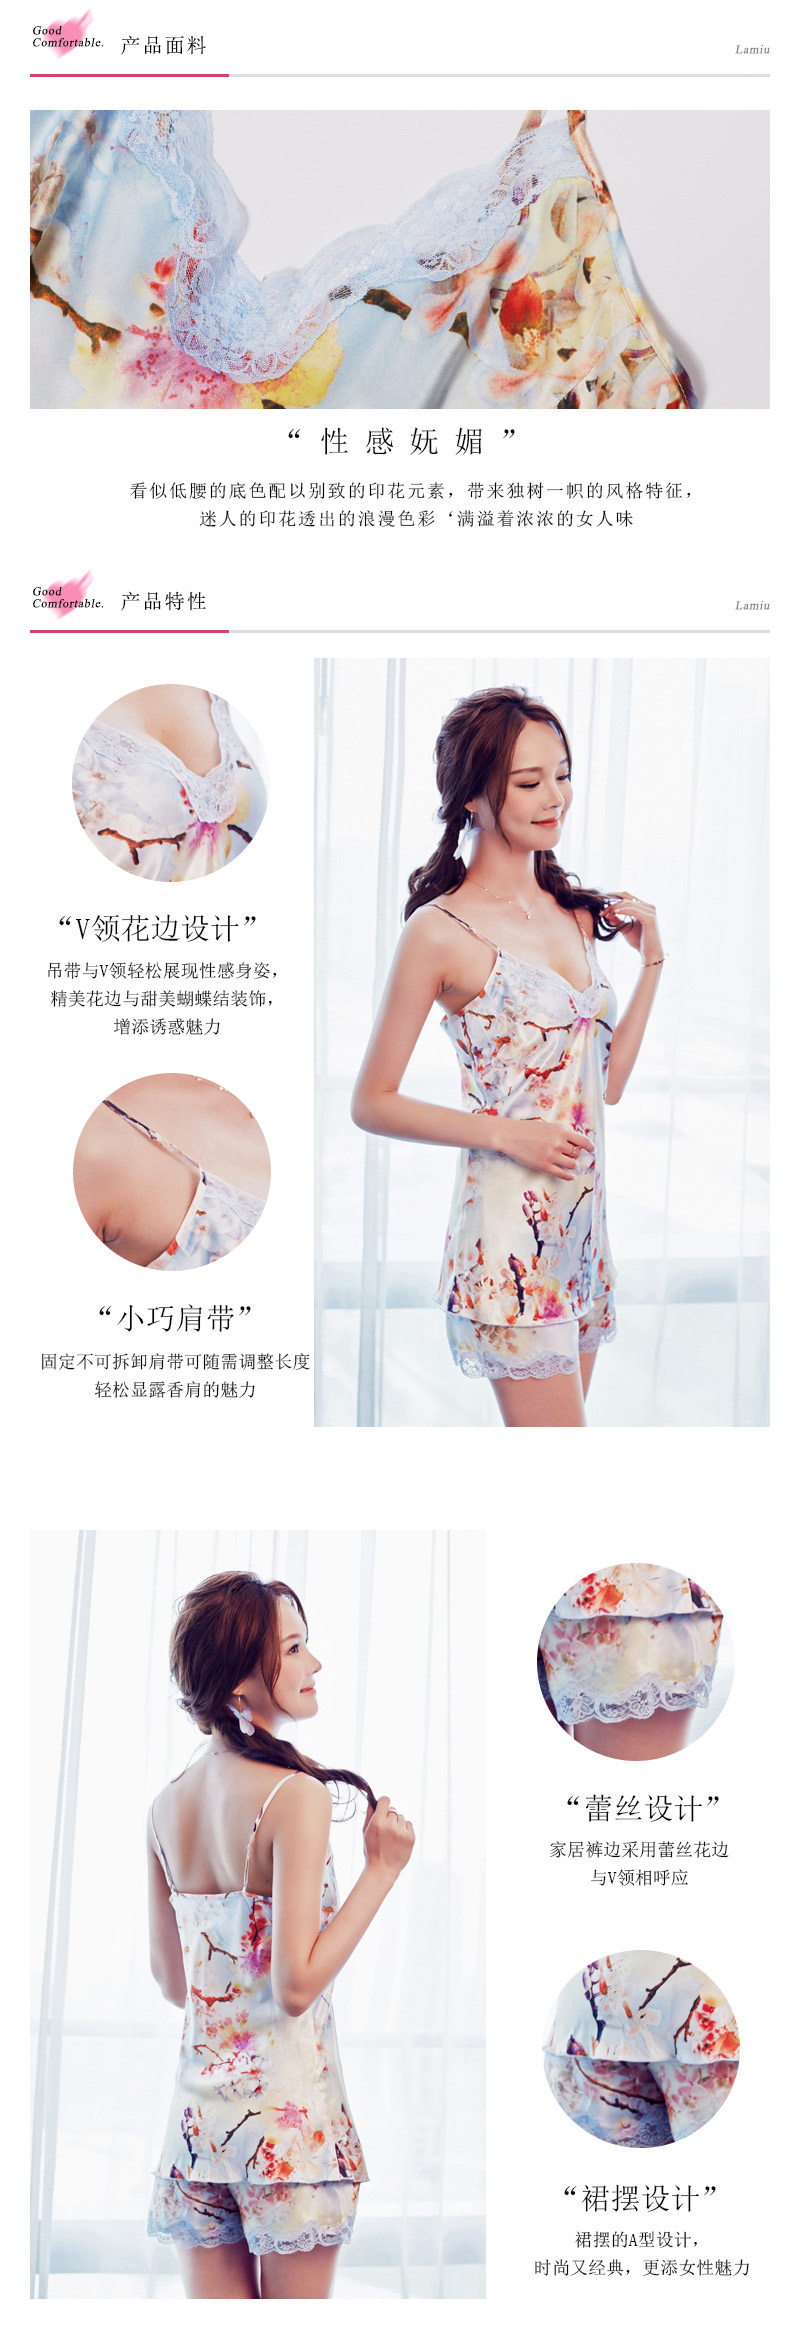 Good
Comfortable.
产品面料
Lamiu
“性感妩媚”
看似低腰的底色配以别致的印花元素，带来独树一帜的风格特征，
迷人的印花透出的浪漫色彩‘满溢着浓浓的女人味
Good
Comfortable.
产品特性
Lamiu
“V领花边设计”
吊带与V领轻松展现性感身姿，
精美花边与甜美蝴蝶结装饰，
增添诱惑魅力
“小巧肩带”
固定不可拆卸肩带可随需调整长度
轻松显露香肩的魅力
“蕾丝设计”
家居裤边采用蕾丝花边
与V领相呼应
“裙摆设计”
裙摆的A型设计，
时尚又经典，更添女性魅力